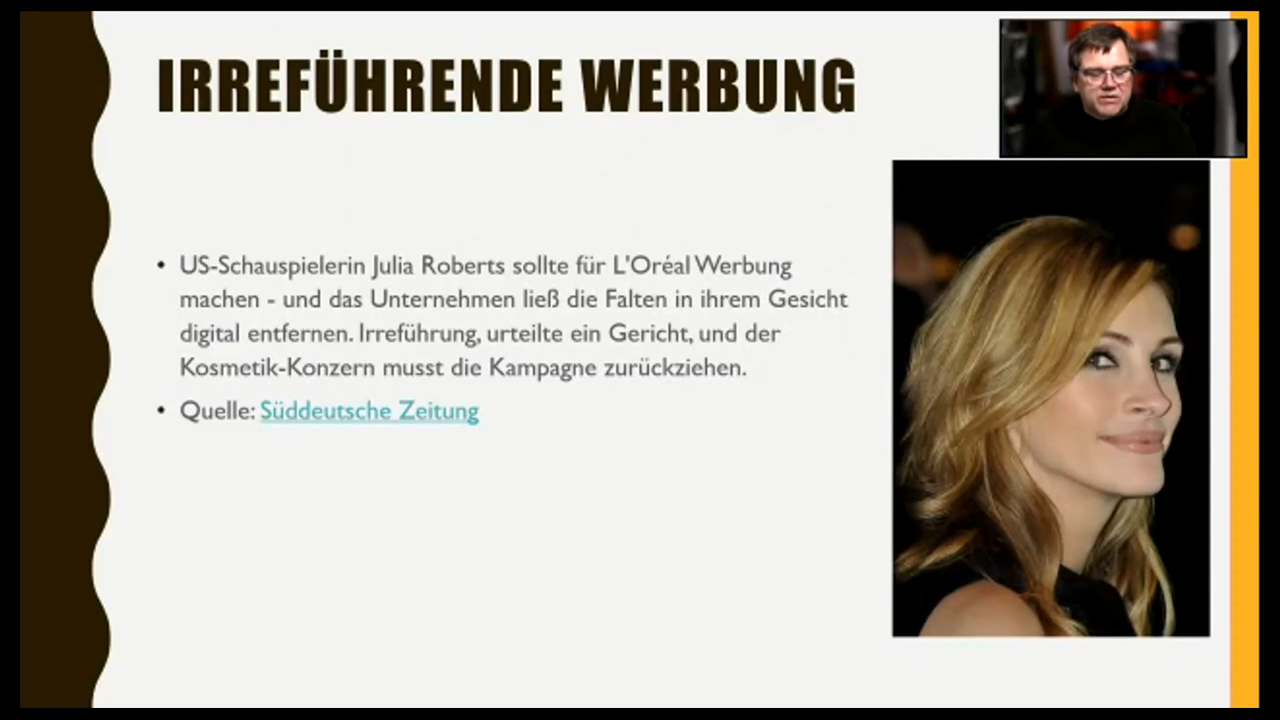 IRREFÜHRENDE WERBUNG
• US-Schauspielerin Julia Roberts sollte für L'Oréal Werbung
machen - und das Unternehmen ließ die Falten in ihrem Gesicht
digital entfernen. Irreführung, urteilte ein Gericht, und der
Kosmetik-Konzern musst die Kampagne zurückziehen.
• Quelle: Süddeutsche Zeitung